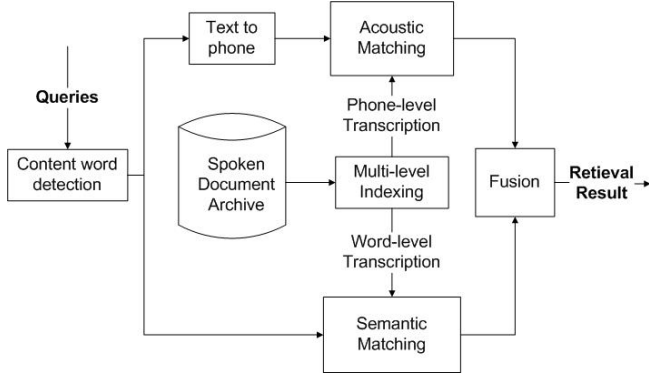 Text to
phone
Acoustic
Matching
Queries
Phone-level
Transcription
Content word
detection
Spoken
Document
Archive
Multi-level
Indexing
Fusion
Retieval
Result
Word-level
Transcription
Semantic
Matching